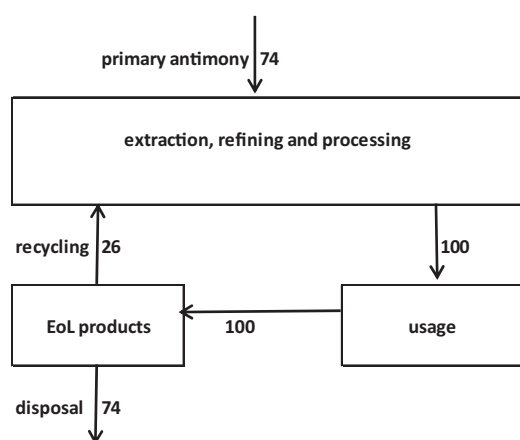 primary antimony 74
extraction, refining and processing
recycling 26
100
EoL products
100
usage
disposal 74